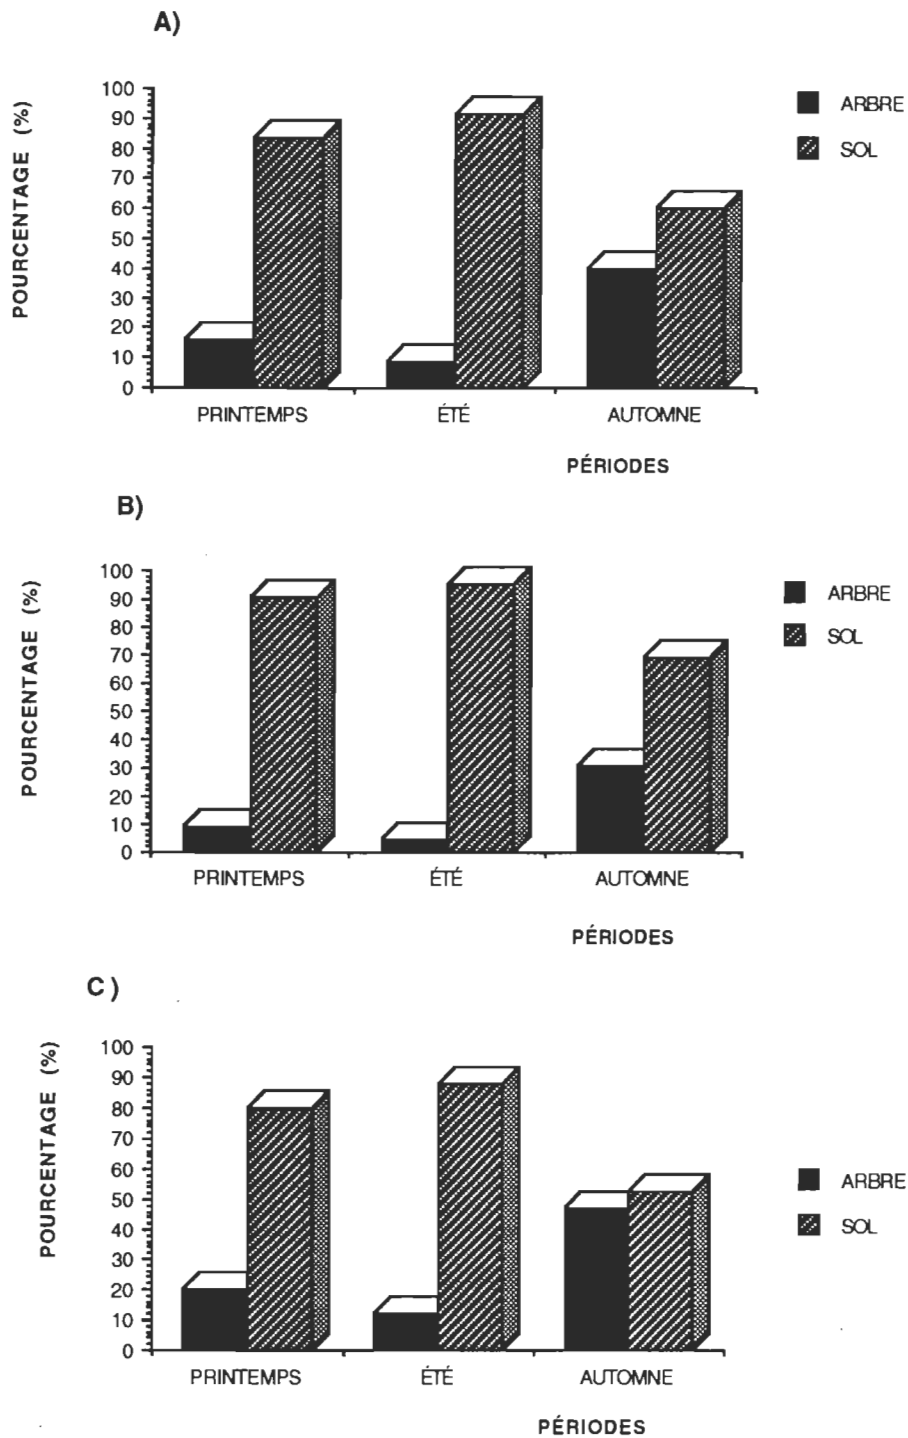 A)
POURCENTAGE (%)
100
90
80
70
60
50
40
30
20
10
0
ARBRE
SOL
PRINTEMPS ÉTÉ AUTOMNE
PÉRIODES
B)
POURCENTAGE (%)
100
90
80
70
60
50
40
30
20
10
0
ARBRE
SOL
PRINTEMPS ÉTÉ AUTOMNE
PÉRIODES
C)
POURCENTAGE (%)
100
90
80
70
60
50
40
30
20
10
0
ARBRE
SOL
PRINTEMPS ÉTÉ AUTOMNE
PÉRIODES